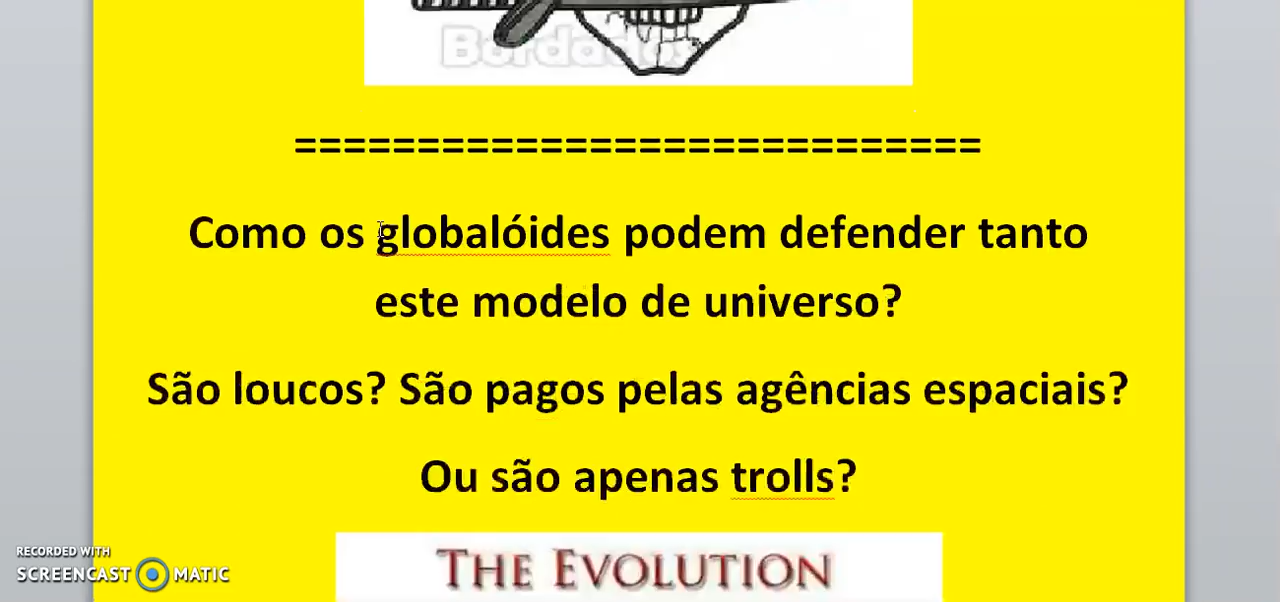 Bordados
=============================
Como os globalóides podem defender tanto
este modelo de universo?
São loucos? São pagos pelas agências espaciais?
Ou são apenas trolls?
THE EVOLUTION
RECORDED WITH
SCREENCAST MATIC